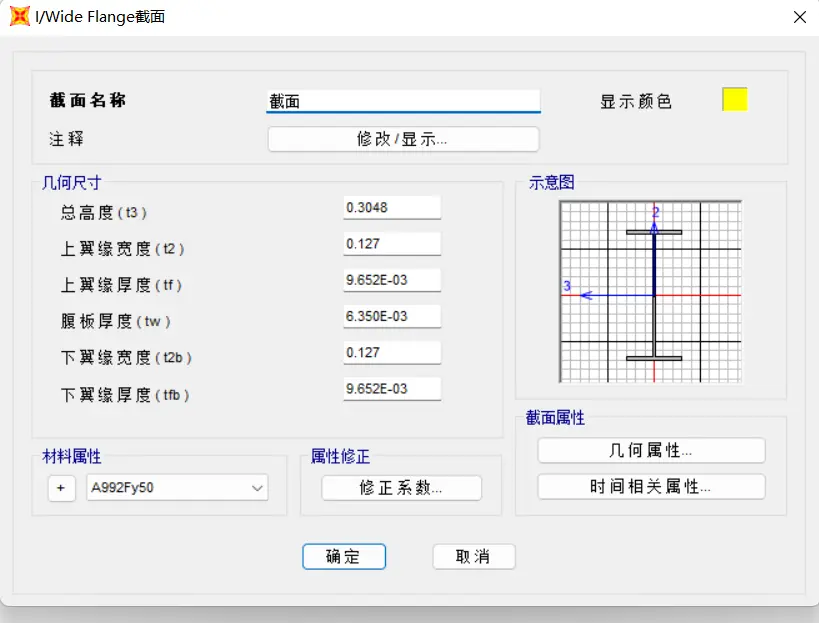 I/Wide Flange截面
截面名称 截面 显示颜色
注释 修改/显示...
几何尺寸
总高度(t3) 0.3048
上翼缘宽度(t2) 0.127
上翼缘厚度(tf) 9.652E-03
腹板厚度(tw) 6.350E-03
下翼缘宽度(t2b) 0.127
下翼缘厚度(tfb) 9.652E-03
示意图
2
3
截面属性
几何属性...
时间相关属性...
材料属性
+ A992Fy50
属性修正
修正系数...
确定 取消